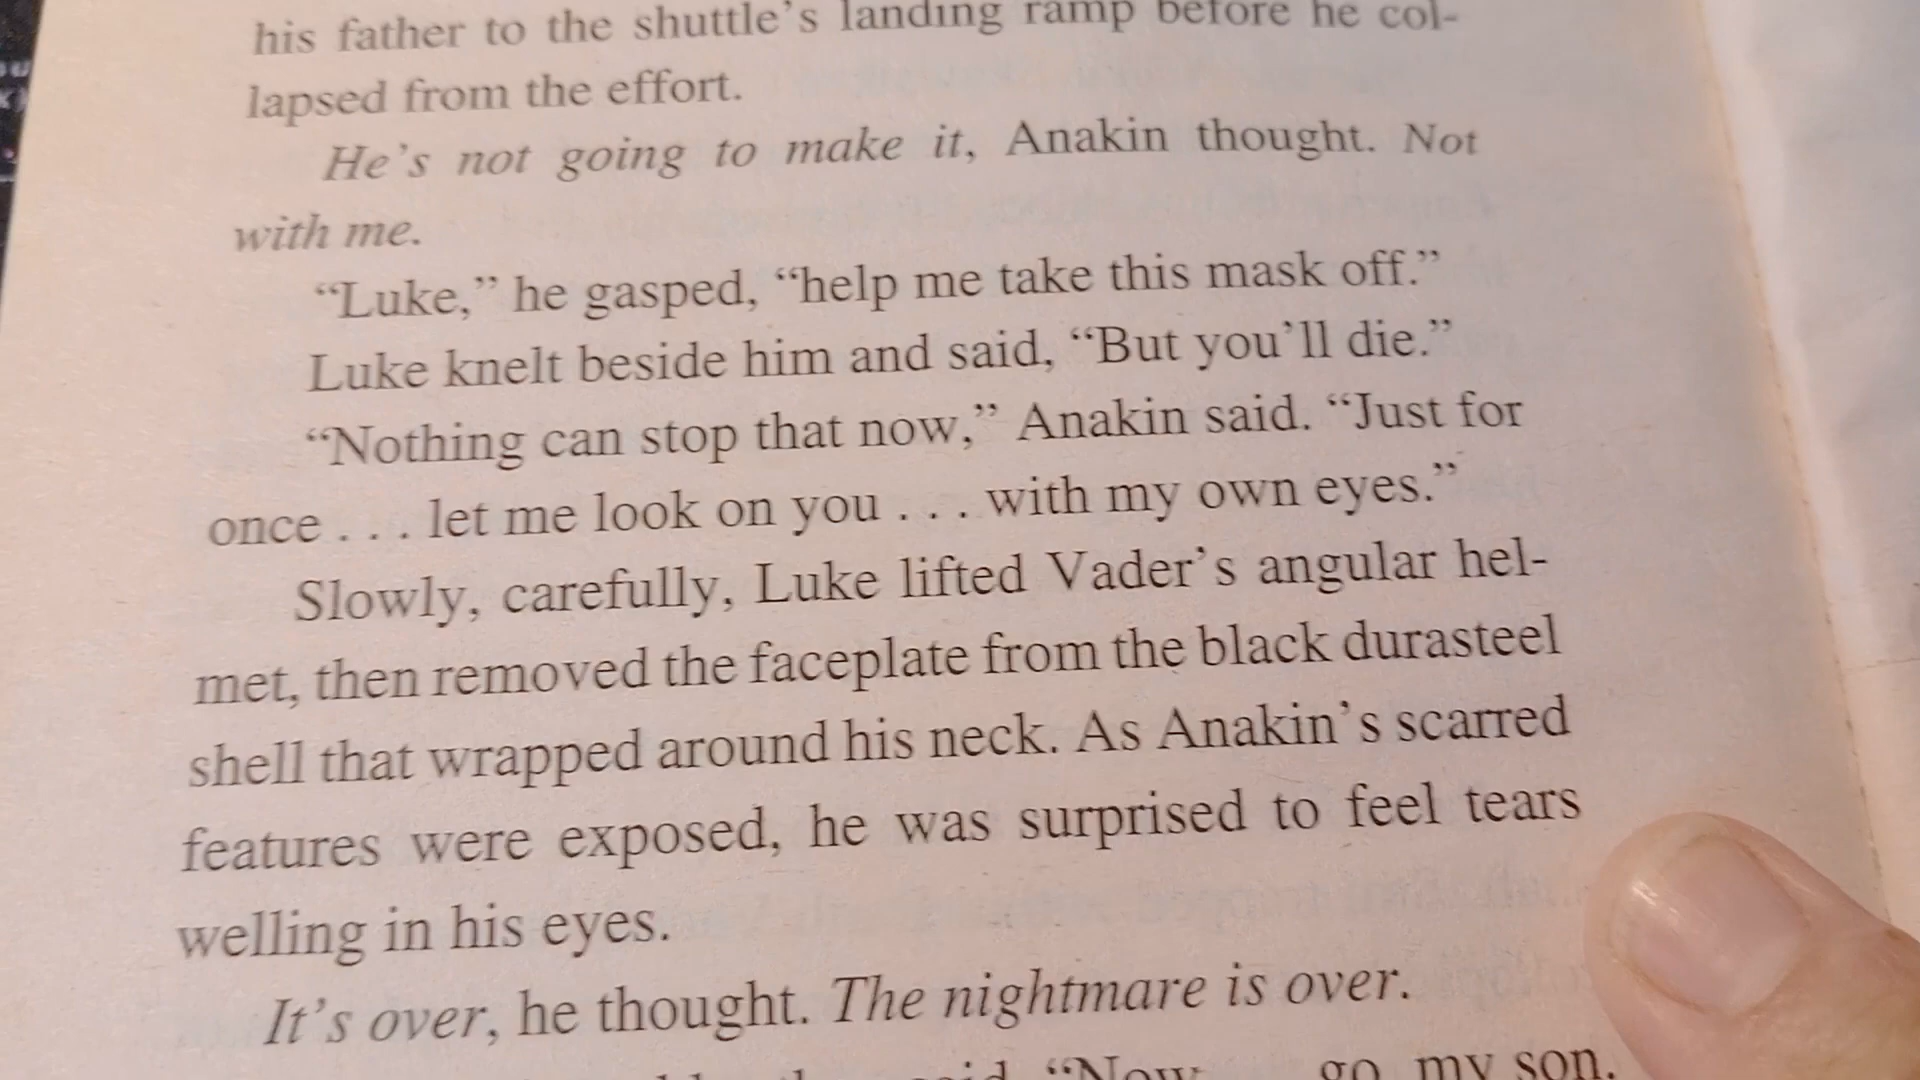 his father to the shuttle's landing ramp before he col-
lapsed from the effort.
He's not going to make it, Anakin thought. Not
with me.
“Luke,” he gasped, “help me take this mask off.”
Luke knelt beside him and said, “But you'll die.”
“Nothing can stop that now,” Anakin said. “Just for
once . . . let me look on you . . . with my own eyes.”
Slowly, carefully, Luke lifted Vader's angular hel-
met, then removed the faceplate from the black durasteel
shell that wrapped around his neck. As Anakin's scarred
features were exposed, he was surprised to feel tears
welling in his eyes.
It's over, he thought. The nightmare is over.
said, “Now go, my son.